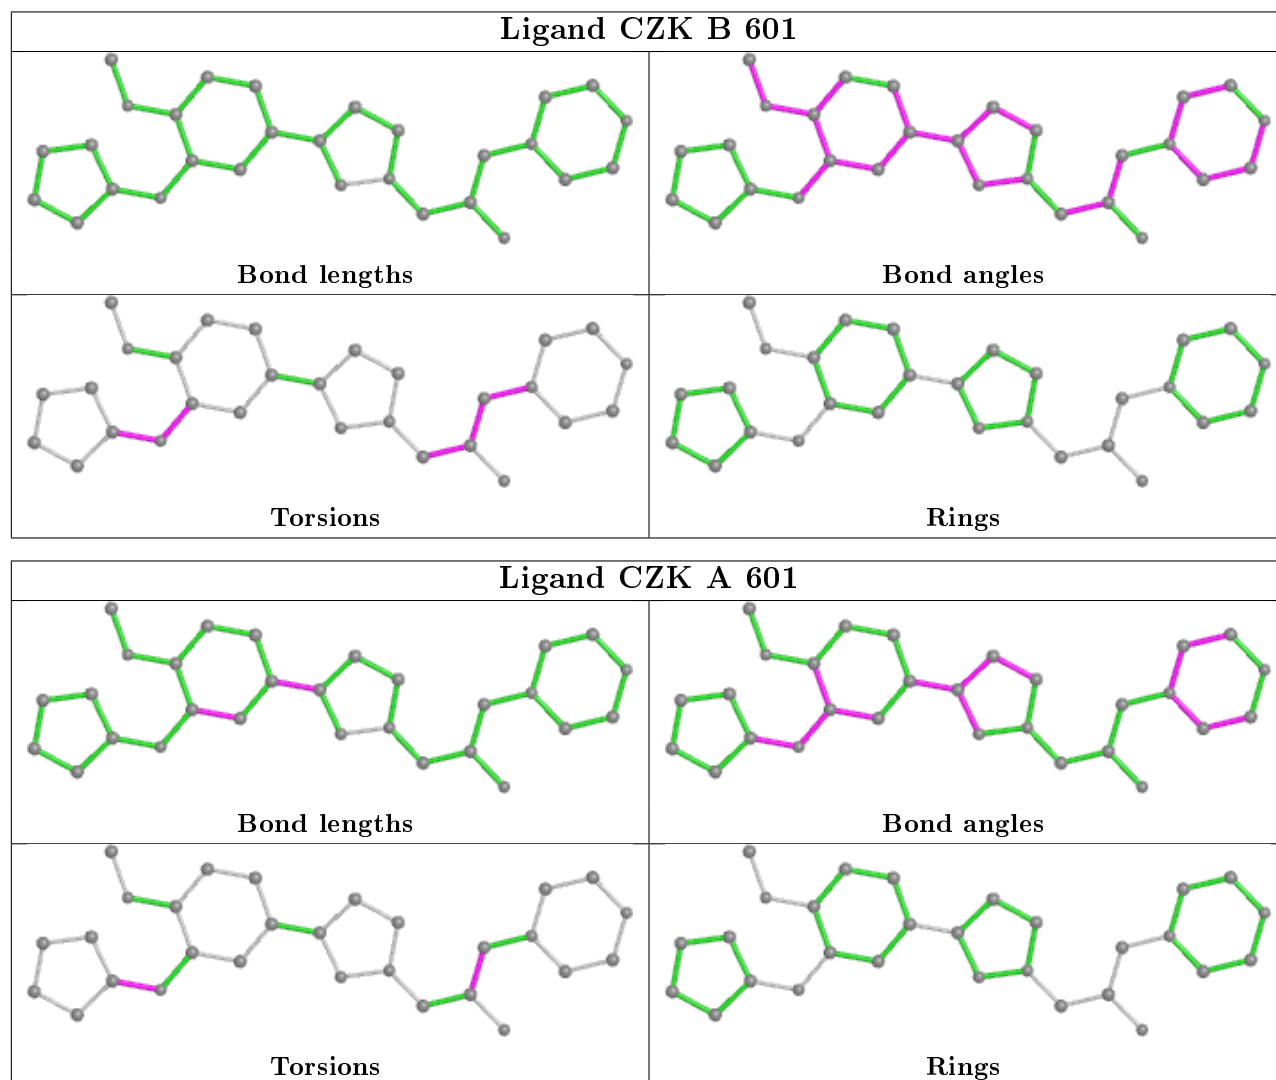 Ligand CZK B 601
Bond lengths
Bond angles
Torsions
Rings
Ligand CZK A 601
Bond lengths
Bond angles
Torsions
Rings